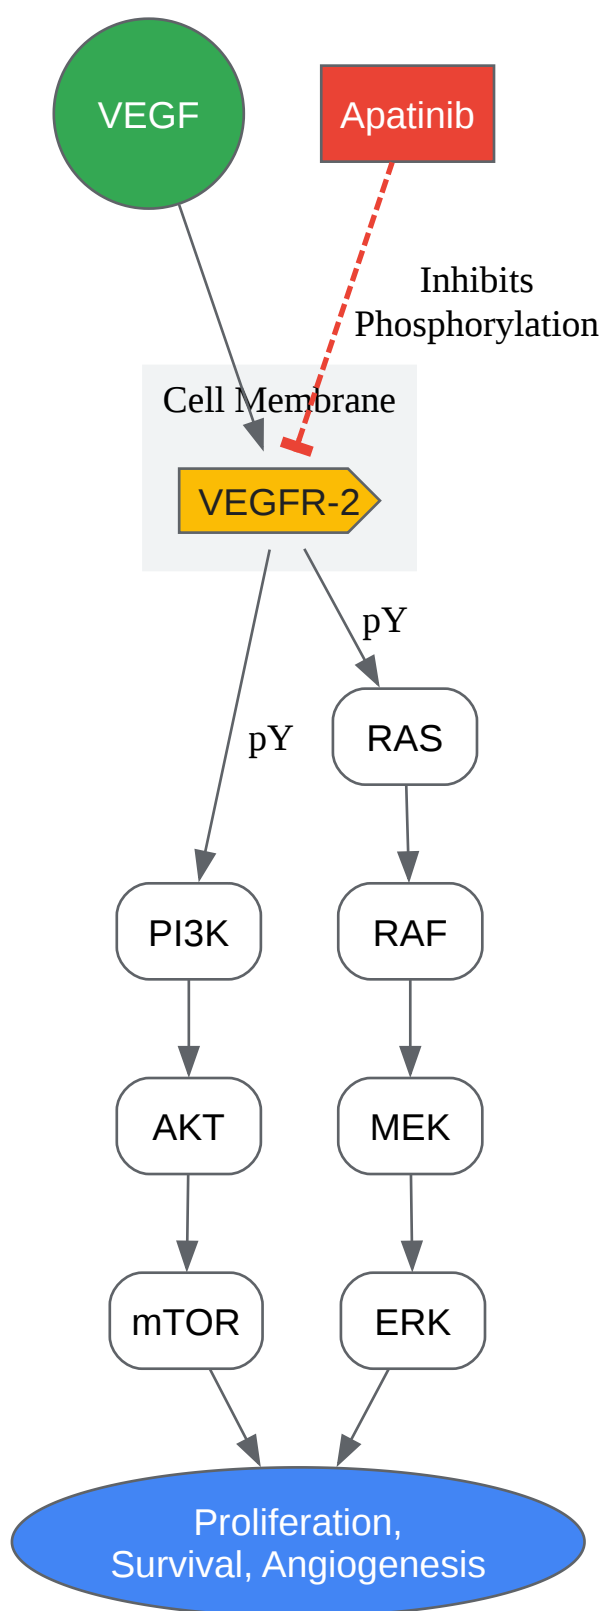 VEGF
Apatinib
Inhibits
Phosphorylation
Cell Membrane
VEGFR-2
pY
RAS
pY
PI3K
RAF
AKT
MEK
mTOR
ERK
Proliferation,
Survival, Angiogenesis